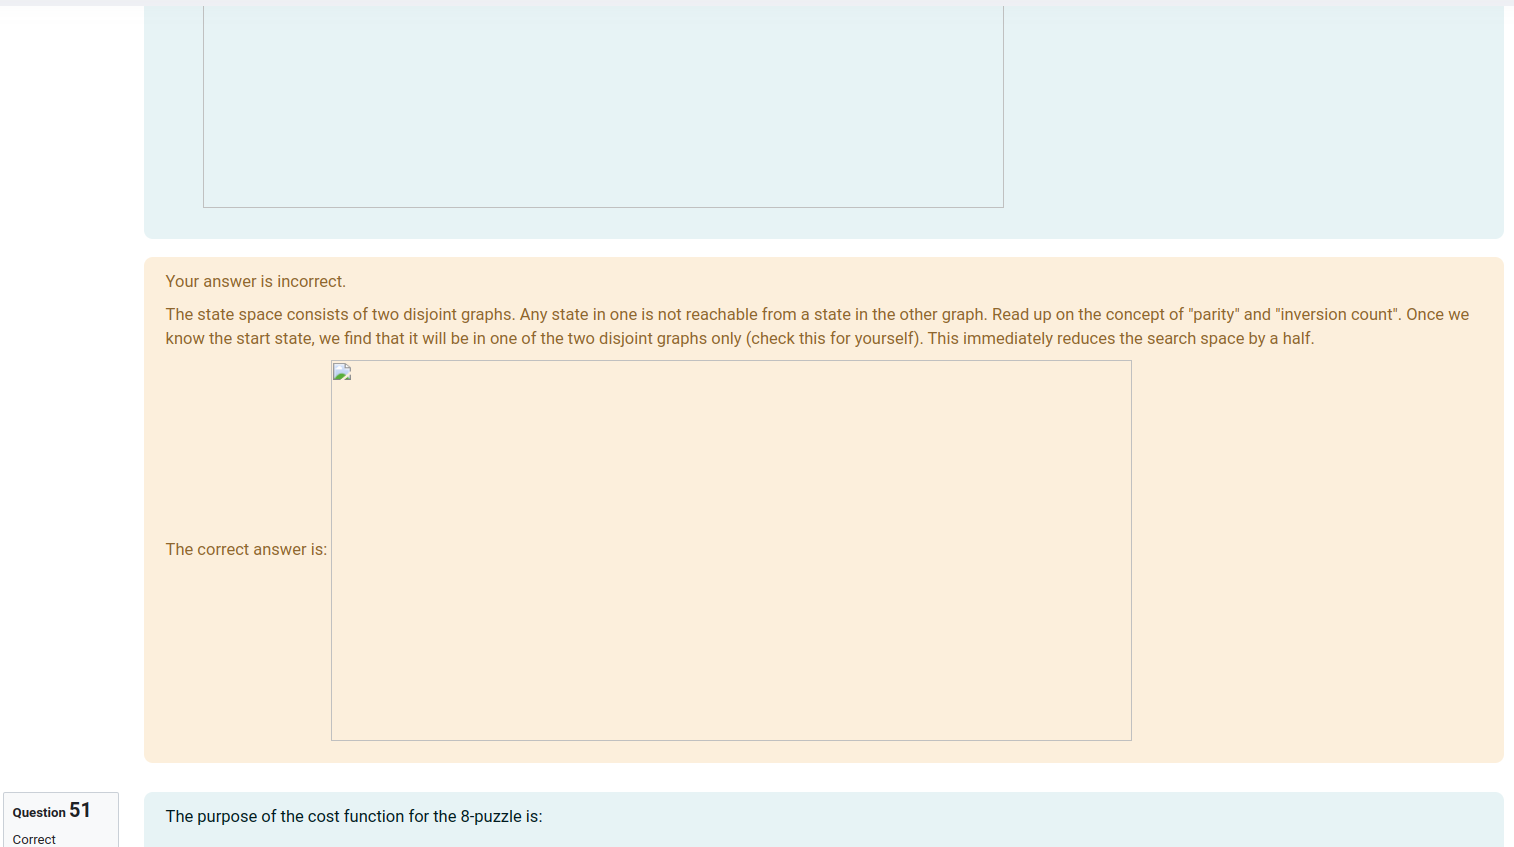 Your answer is incorrect.
The state space consists of two disjoint graphs. Any state in one is not reachable from a state in the other graph. Read up on the concept of "parity" and "inversion count". Once we
know the start state, we find that it will be in one of the two disjoint graphs only (check this for yourself). This immediately reduces the search space by a half.
The correct answer is:
Question 51
The purpose of the cost function for the 8-puzzle is:
Correct